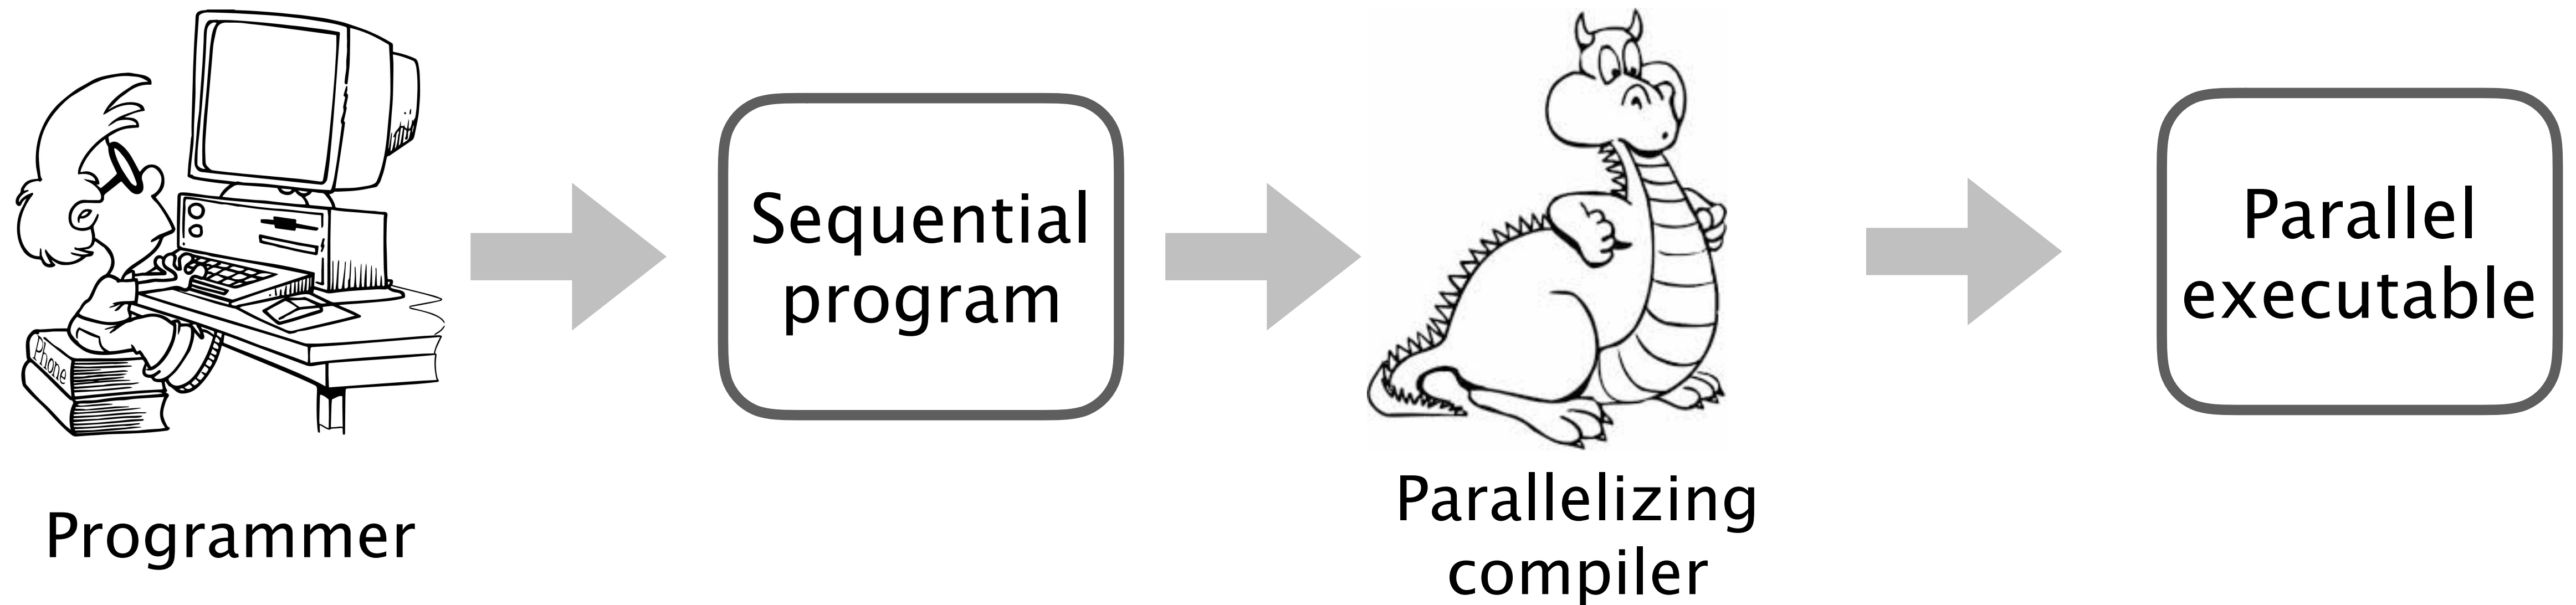 Phone
Programmer
Sequential
program
Parallelizing
compiler
Parallel
executable